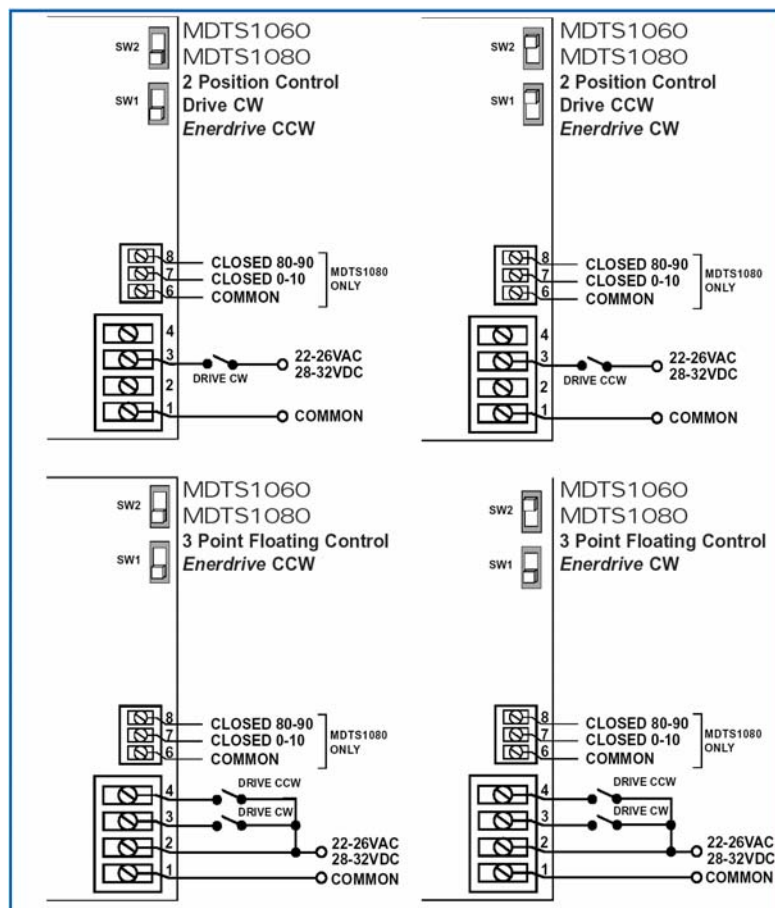 SW2
MDTS1060
MDTS1080
2 Position Control
SW1
Drive CW
Enerdrive CCW
8 CLOSED 80-90
7 CLOSED 0-10
6 COMMON
MDTS1080
ONLY
4
3
DRIVE CW
22-26VAC
28-32VDC
2
1 COMMON
SW2
MDTS1060
MDTS1080
2 Position Control
SW1
Drive CCW
Enerdrive CW
8 CLOSED 80-90
7 CLOSED 0-10
6 COMMON
MDTS1080
ONLY
4
3
DRIVE CCW
22-26VAC
28-32VDC
2
1 COMMON
SW2
MDTS1060
MDTS1080
3 Point Floating Control
SW1
Enerdrive CCW
8 CLOSED 80-90
7 CLOSED 0-10
6 COMMON
MDTS1080
ONLY
DRIVE CCW
4
DRIVE CW
3
2
22-26VAC
28-32VDC
1 COMMON
SW2
MDTS1060
MDTS1080
3 Point Floating Control
SW1
Enerdrive CW
8 CLOSED 80-90
7 CLOSED 0-10
6 COMMON
MDTS1080
ONLY
DRIVE CCW
4
DRIVE CW
3
2
22-26VAC
28-32VDC
1 COMMON